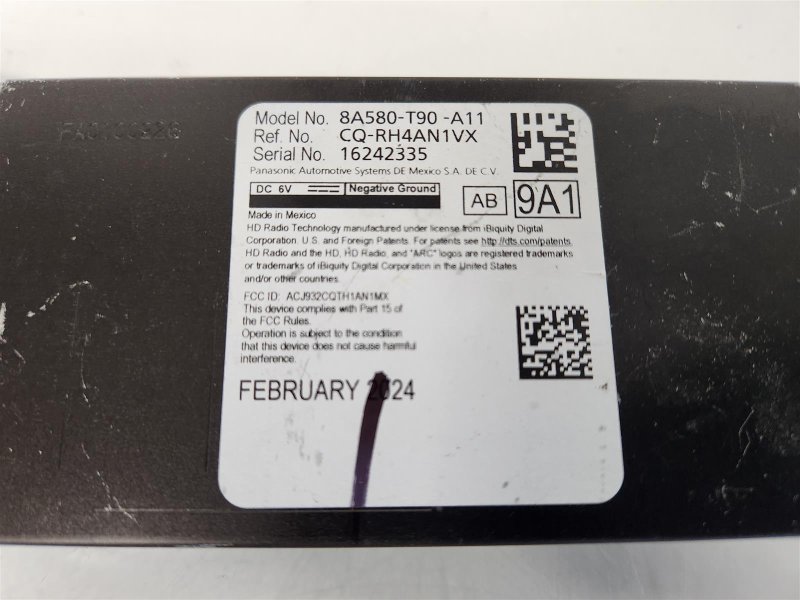 Model No. 8A580-T90 -A11
Ref. No. CQ-RH4AN1VX
Serial No. 16242335
Panasonic Automotive Systems DE Mexico S.A. DE C.V.
DC 6V Negative Ground
AB 9A1
Made in Mexico
HD Radio Technology manufactured under license from iBiquity Digital
Corporation. U.S. and Foreign Patents. For patents see http://dts.com/patents.
HD Radio and the HD, HD Radio, and "ARC" logos are registered trademarks
or trademarks of iBiquity Digital Corporation in the United States
and/or other countries.
FCC ID: ACJ932CQTH1AN1MX
This device complies with Part 15 of
the FCC Rules.
Operation is subject to the condition
that this device does not cause harmful
interference.
FEBRUARY 2024